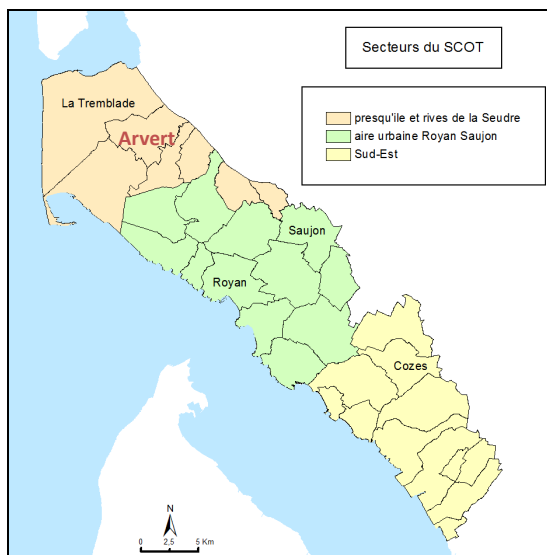 Secteurs du SCOT
presqu'ile et rives de la Seudre
aire urbaine Royan Saujon
Sud-Est
La Tremblade
Arvert
Saujon
Royan
Cozes
N
0 2,5 5 Km